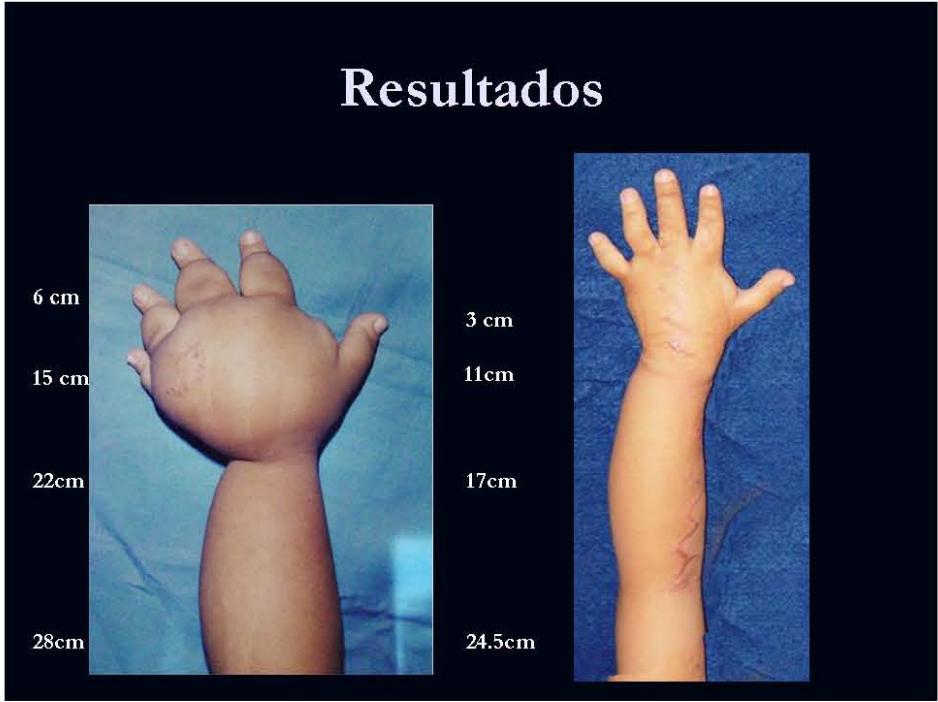 Resultados
6 cm
15 cm
22cm
28cm
3 cm
11cm
17cm
24.5cm